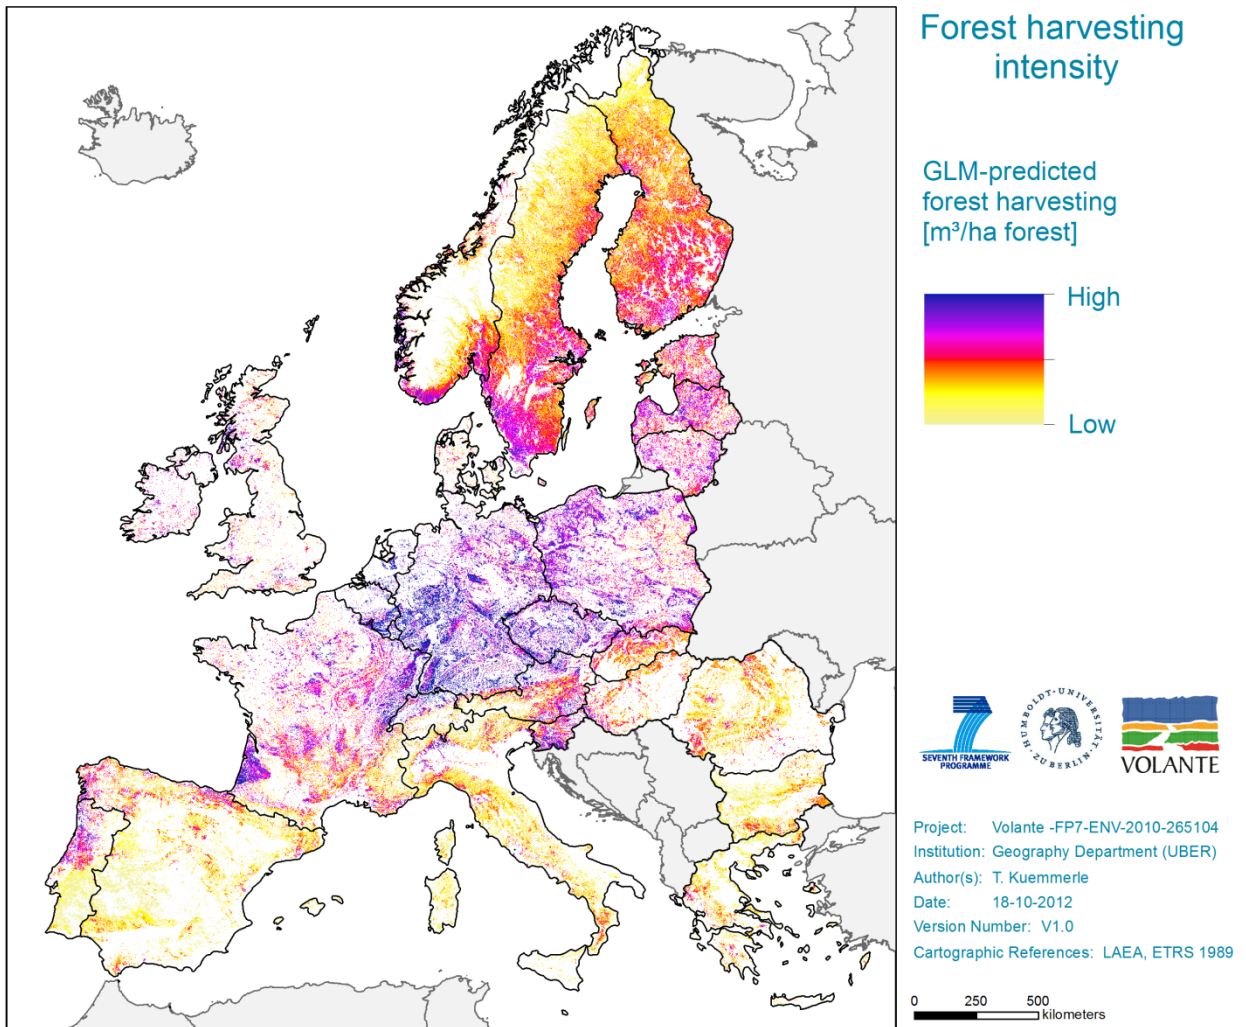 Forest harvesting
intensity
GLM-predicted
forest harvesting
[m³/ha forest]
High
Low
SEVENTH FRAMEWORK
PROGRAMME
HUMBOLDT-UNIVERSITÄT
ZU BERLIN
VOLANTE
Project: Volante -FP7-ENV-2010-265104
Institution: Geography Department (UBER)
Author(s): T. Kuemmerle
Date: 18-10-2012
Version Number: V1.0
Cartographic References: LAEA, ETRS 1989
0 250 500
kilometers